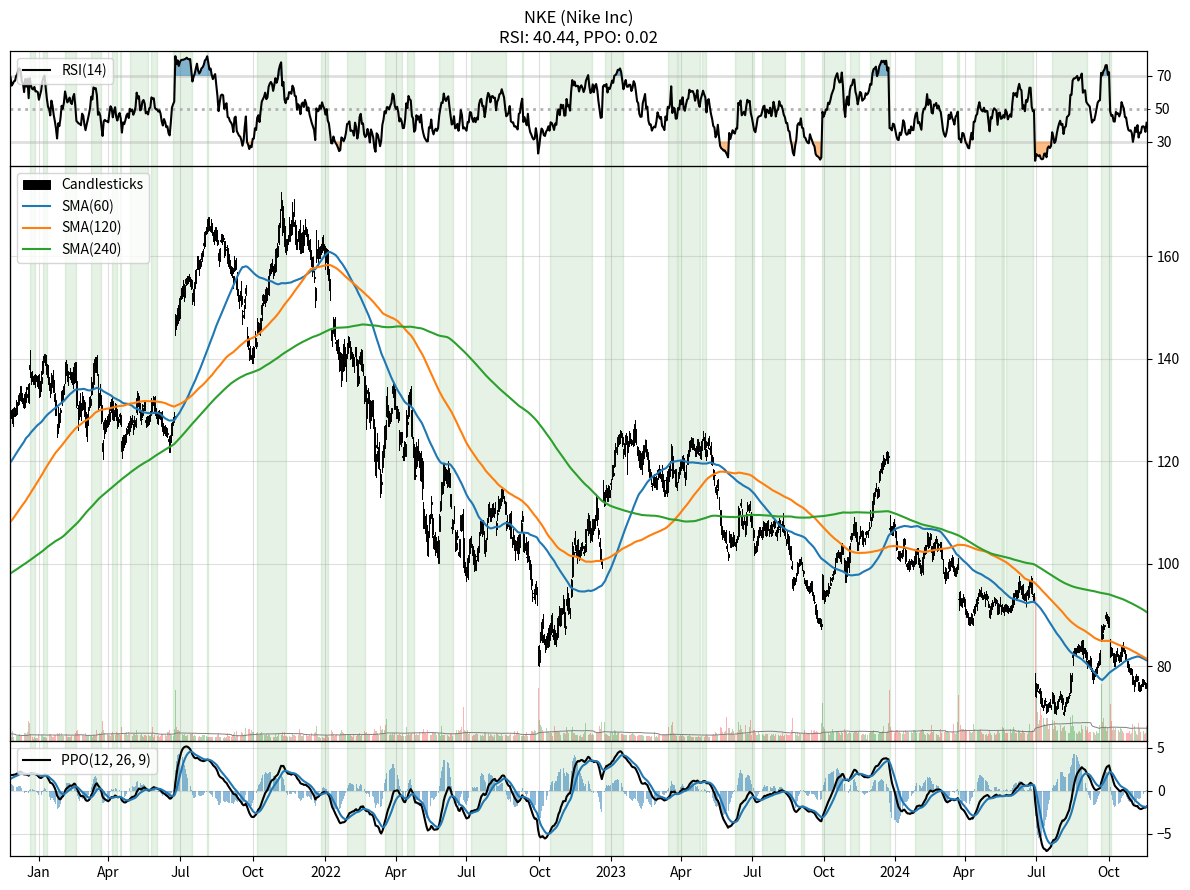 NKE (Nike Inc)
RSI: 40.44, PPO: 0.02
RSI(14)
70
50
30
Candlesticks
SMA(60)
SMA(120)
SMA(240)
160
140
120
100
80
PPO(12, 26, 9)
5
0
−5
Jan Apr Jul Oct 2022 Apr Jul Oct 2023 Apr Jul Oct 2024 Apr Jul Oct